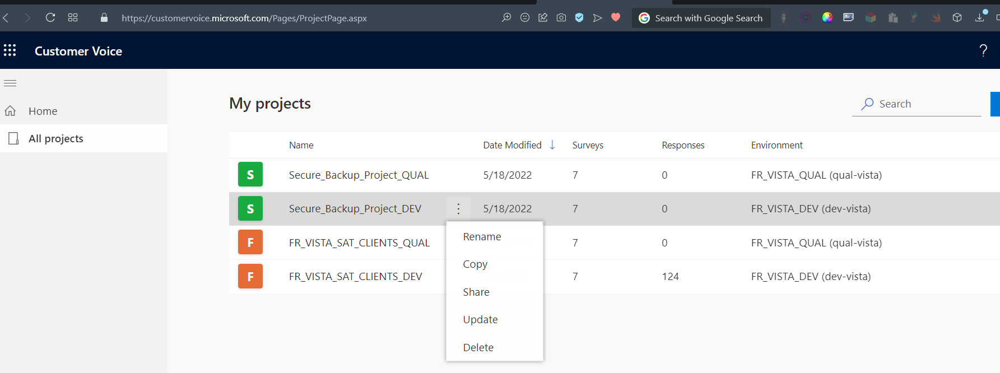 https://customervoice.microsoft.com/Pages/ProjectPage.aspx
Search with Google Search
Customer Voice
?
Home
All projects
My projects
Search
Name Date Modified ↓ Surveys Responses Environment
S Secure_Backup_Project_QUAL 5/18/2022 7 0 FR_VISTA_QUAL (qual-vista)
S Secure_Backup_Project_DEV 5/18/2022 7 0 FR_VISTA_DEV (dev-vista)
F FR_VISTA_SAT_CLIENTS_QUAL 7 0 FR_VISTA_QUAL (qual-vista)
F FR_VISTA_SAT_CLIENTS_DEV 7 124 FR_VISTA_DEV (dev-vista)
Rename
Copy
Share
Update
Delete